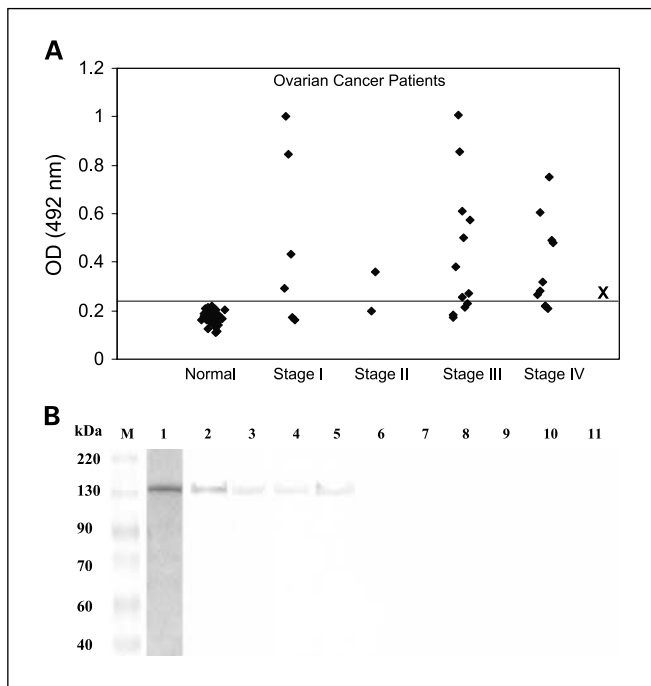 A
Ovarian Cancer Patients
1.2
1
0.8
0.6
0.4
0.2
0
OD (492 nm)
X
Normal Stage I Stage II Stage III Stage IV
B
kDa M 1 2 3 4 5 6 7 8 9 10 11
220
130
90
70
60
40